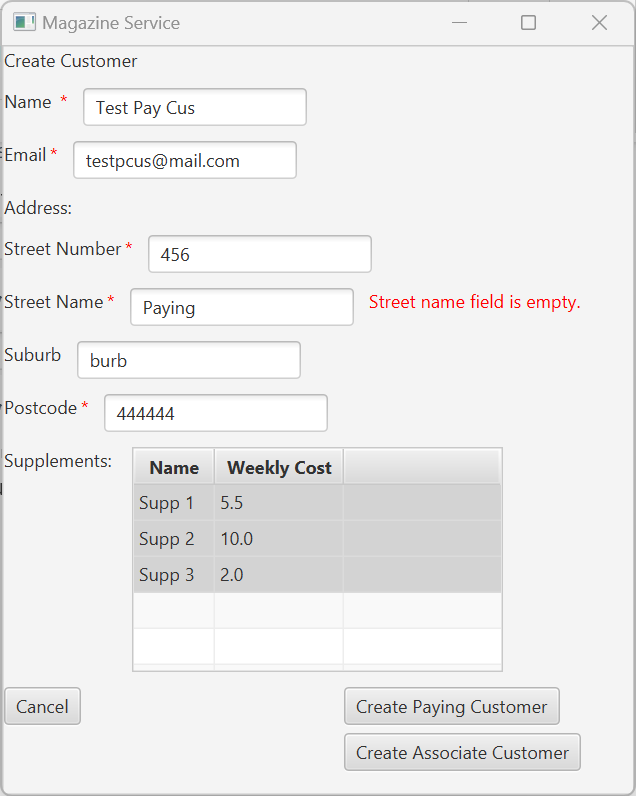 Magazine Service
Create Customer
Name * Test Pay Cus
Email * testpcus@mail.com
Address:
Street Number * 456
Street Name * Paying Street name field is empty.
Suburb burb
Postcode * 444444
Supplements: Name Weekly Cost
Supp 1 5.5
Supp 2 10.0
Supp 3 2.0
Cancel Create Paying Customer
Create Associate Customer